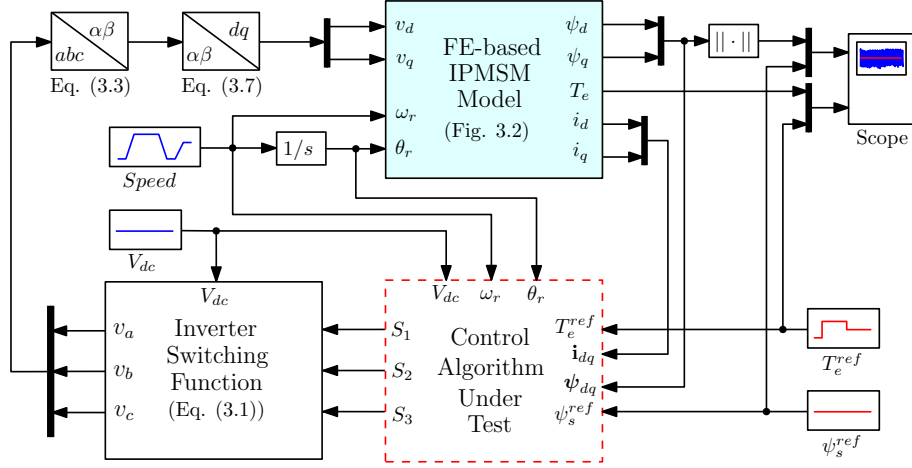 αβ
abc
Eq. (3.3)
dq
αβ
Eq. (3.7)
v_d
v_q
ω_r
θ_r
FE-based
IPMSM
Model
(Fig. 3.2)
ψ_d
ψ_q
T_e
i_d
i_q
|| · ||
Scope
Speed
1/s
V_dc
V_dc
v_a
v_b
v_c
Inverter
Switching
Function
(Eq. (3.1))
V_dc
ω_r
θ_r
S_1
S_2
S_3
Control
Algorithm
Under
Test
T_e^ref
i_dq
ψ_dq
ψ_s^ref
T_e^ref
ψ_s^ref